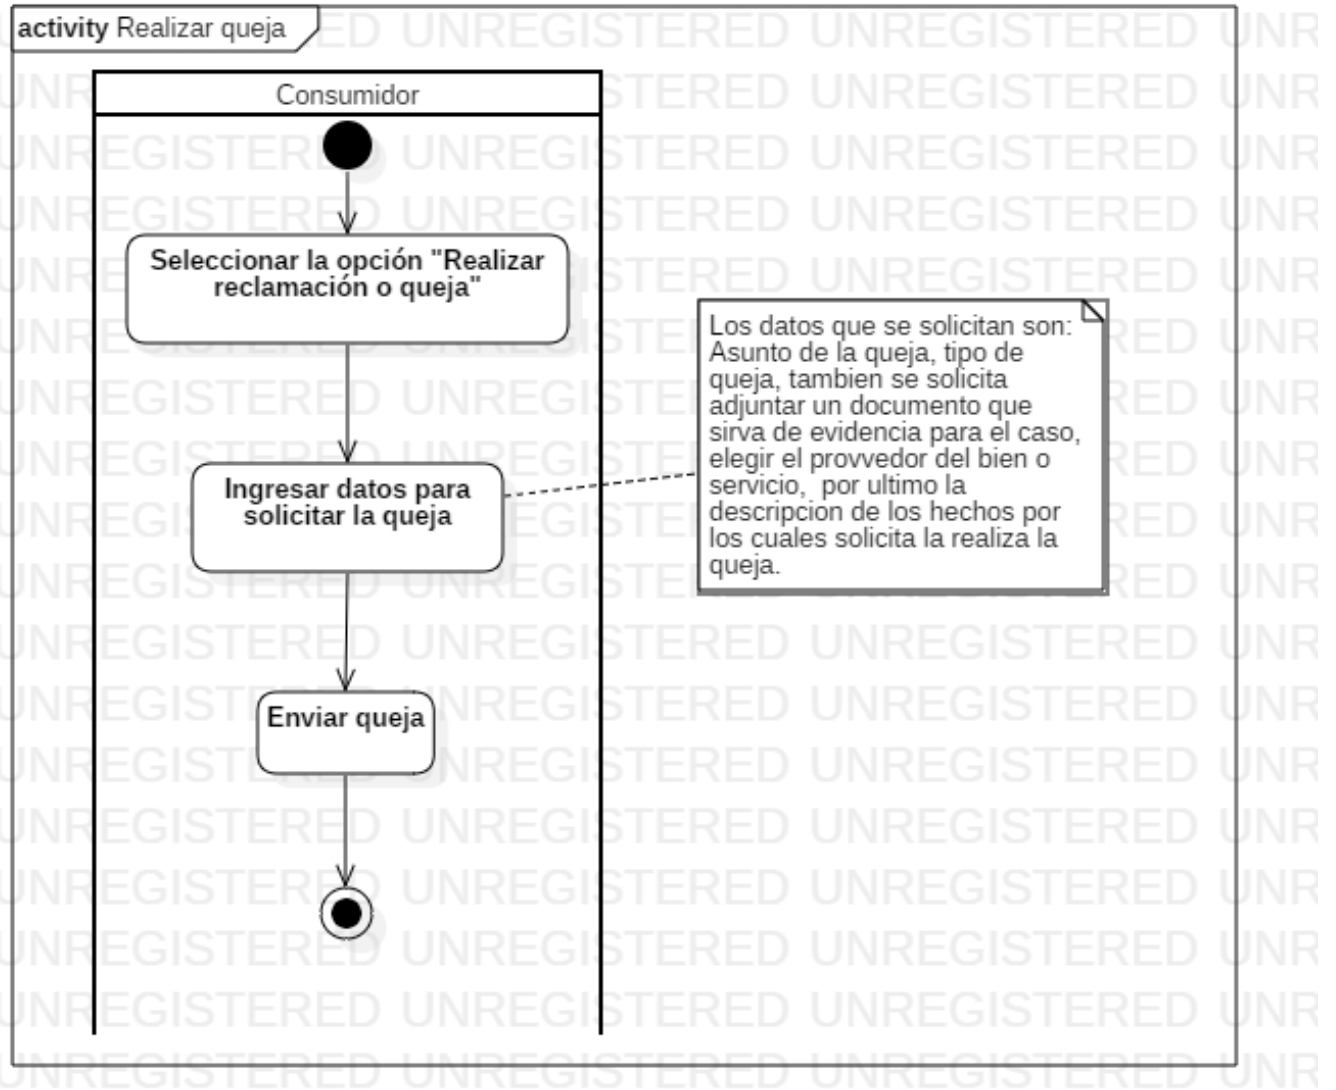 activity Realizar queja
Consumidor
Seleccionar la opción "Realizar
reclamación o queja"
Los datos que se solicitan son:
Asunto de la queja, tipo de
queja, tambien se solicita
adjuntar un documento que
sirva de evidencia para el caso,
elegir el provvedor del bien o
servicio,  por ultimo la
descripcion de los hechos por
los cuales solicita la realiza la
queja.
Ingresar datos para
solicitar la queja
Enviar queja
UNREGISTERED